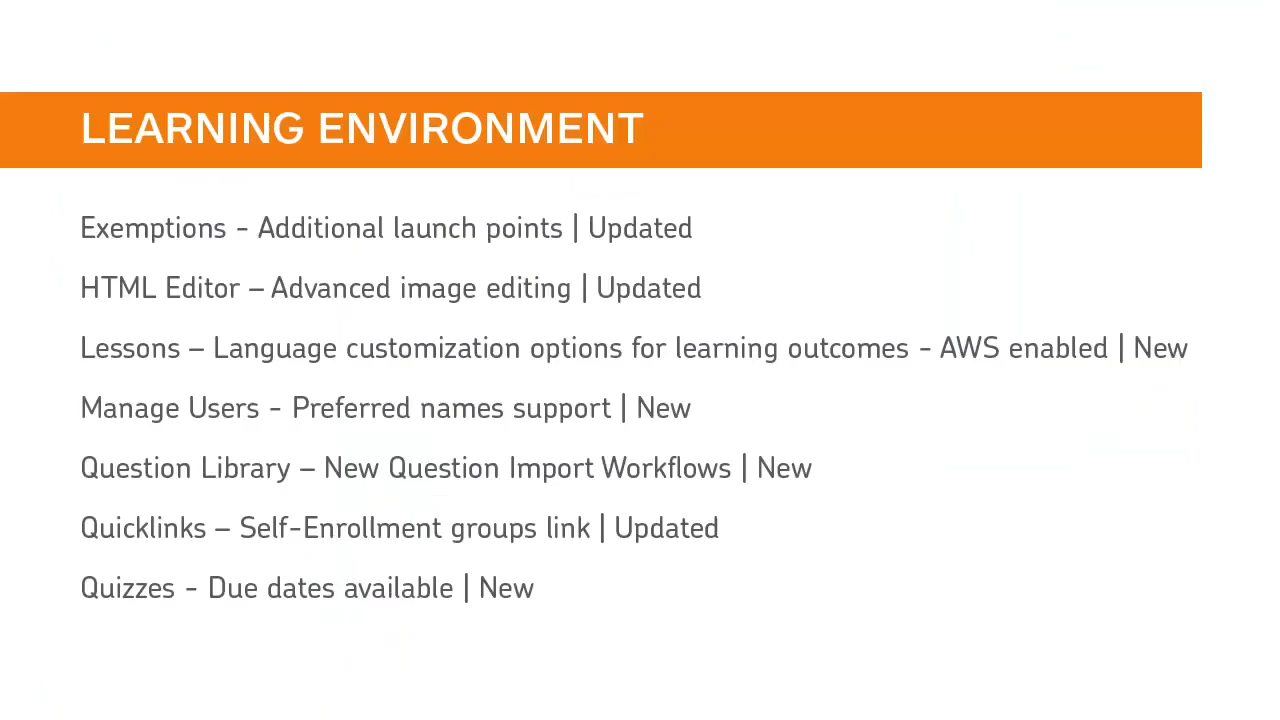 LEARNING ENVIRONMENT
Exemptions - Additional launch points | Updated
HTML Editor – Advanced image editing | Updated
Lessons – Language customization options for learning outcomes - AWS enabled | New
Manage Users - Preferred names support | New
Question Library – New Question Import Workflows | New
Quicklinks – Self-Enrollment groups link | Updated
Quizzes - Due dates available | New